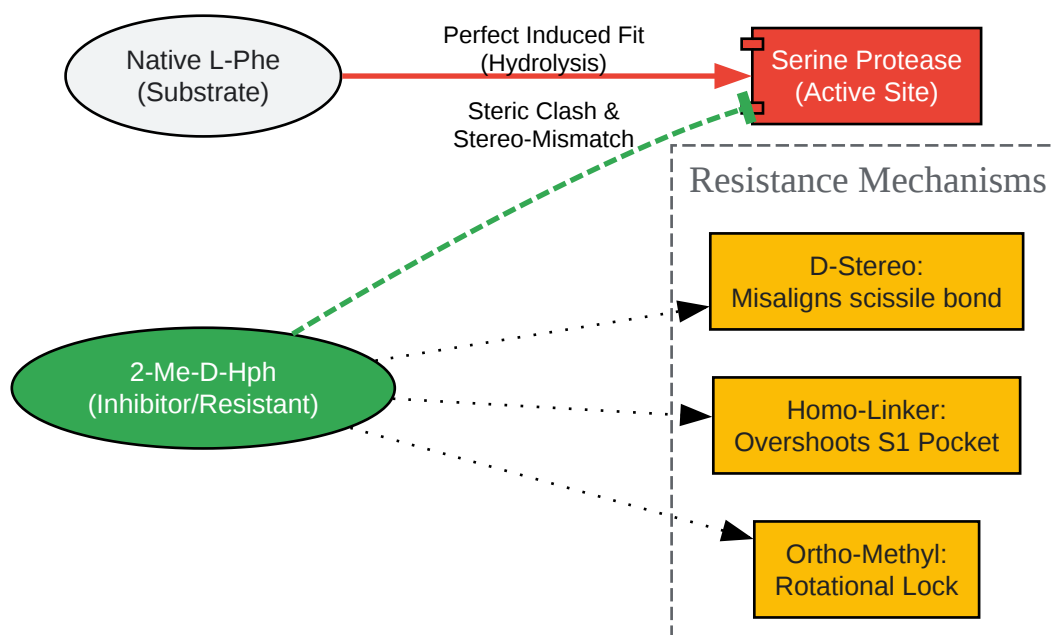 Native L-Phe
(Substrate)
Perfect Induced Fit
(Hydrolysis)
Serine Protease
(Active Site)
Steric Clash &
Stereo-Mismatch
Resistance Mechanisms
D-Stereo:
Misaligns scissile bond
2-Me-D-Hph
(Inhibitor/Resistant)
Homo-Linker:
Overshoots S1 Pocket
Ortho-Methyl:
Rotational Lock